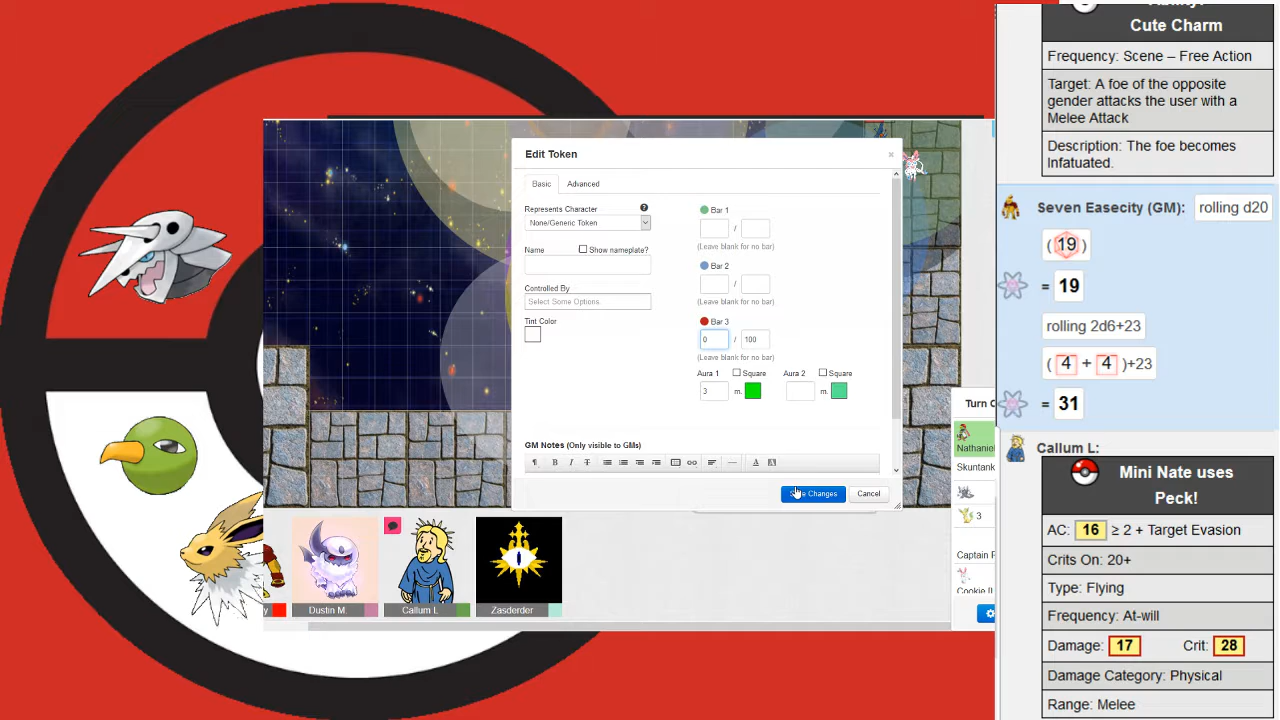 Cute Charm
Frequency: Scene – Free Action
Target: A foe of the opposite
gender attacks the user with a
Melee Attack
Description: The foe becomes
Infatuated.
Seven Easecity (GM): rolling d20
(19)
= 19
rolling 2d6+23
(4 + 4)+23
= 31
Callum L:
Mini Nate uses
Peck!
AC: 16 ≥ 2 + Target Evasion
Crits On: 20+
Type: Flying
Frequency: At-will
Damage: 17 Crit: 28
Damage Category: Physical
Range: Melee
Edit Token
×
Basic Advanced
Represents Character ?
None/Generic Token
Name Show nameplate?
Controlled By
Select Some Options
Tint Color
Bar 1
/
(Leave blank for no bar)
Bar 2
/
(Leave blank for no bar)
Bar 3
0 / 100
(Leave blank for no bar)
Aura 1 Square Aura 2 Square
3 m. m.
GM Notes (Only visible to GMs)
B I T A A
Changes Cancel
Turn
Nathaniel
Skuntank
3
Captain
Cookie
Dustin M. Callum L Zasderder